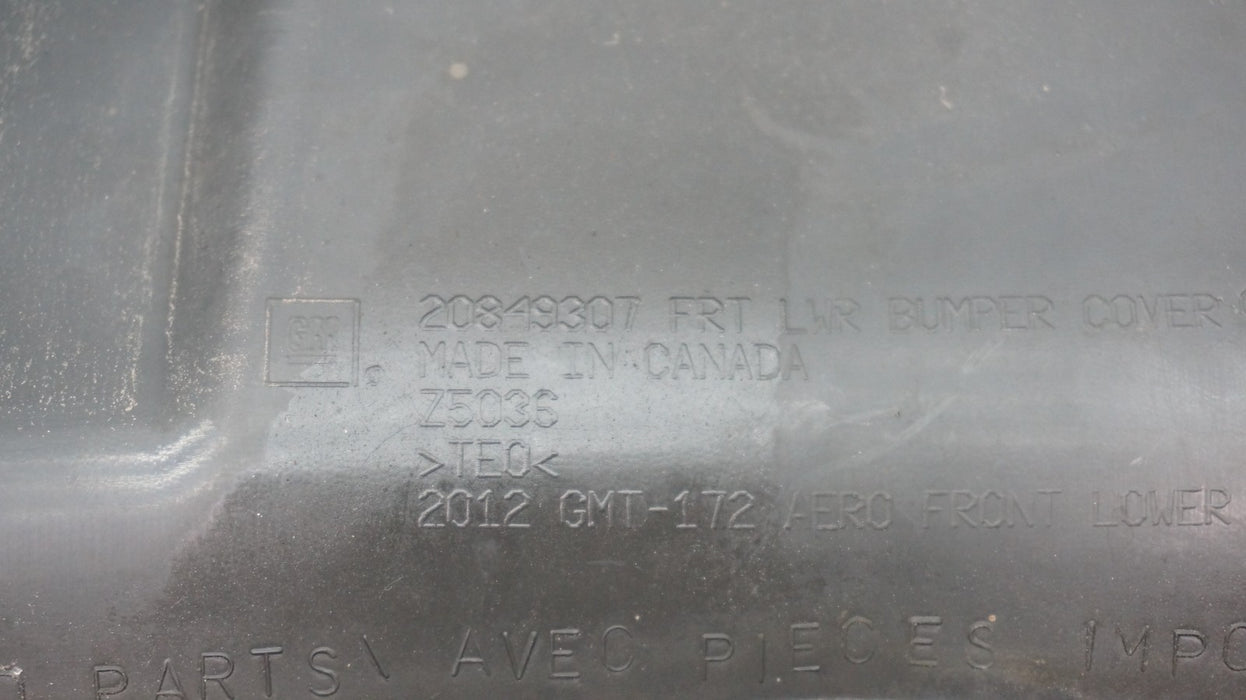 20849307 FRT LWR BUMPER COVER
MADE IN CANADA
Z5036
>TEO<
2012 GMT-172 AERO FRONT LOWER
PARTS\ AVEC PIECES IMPO